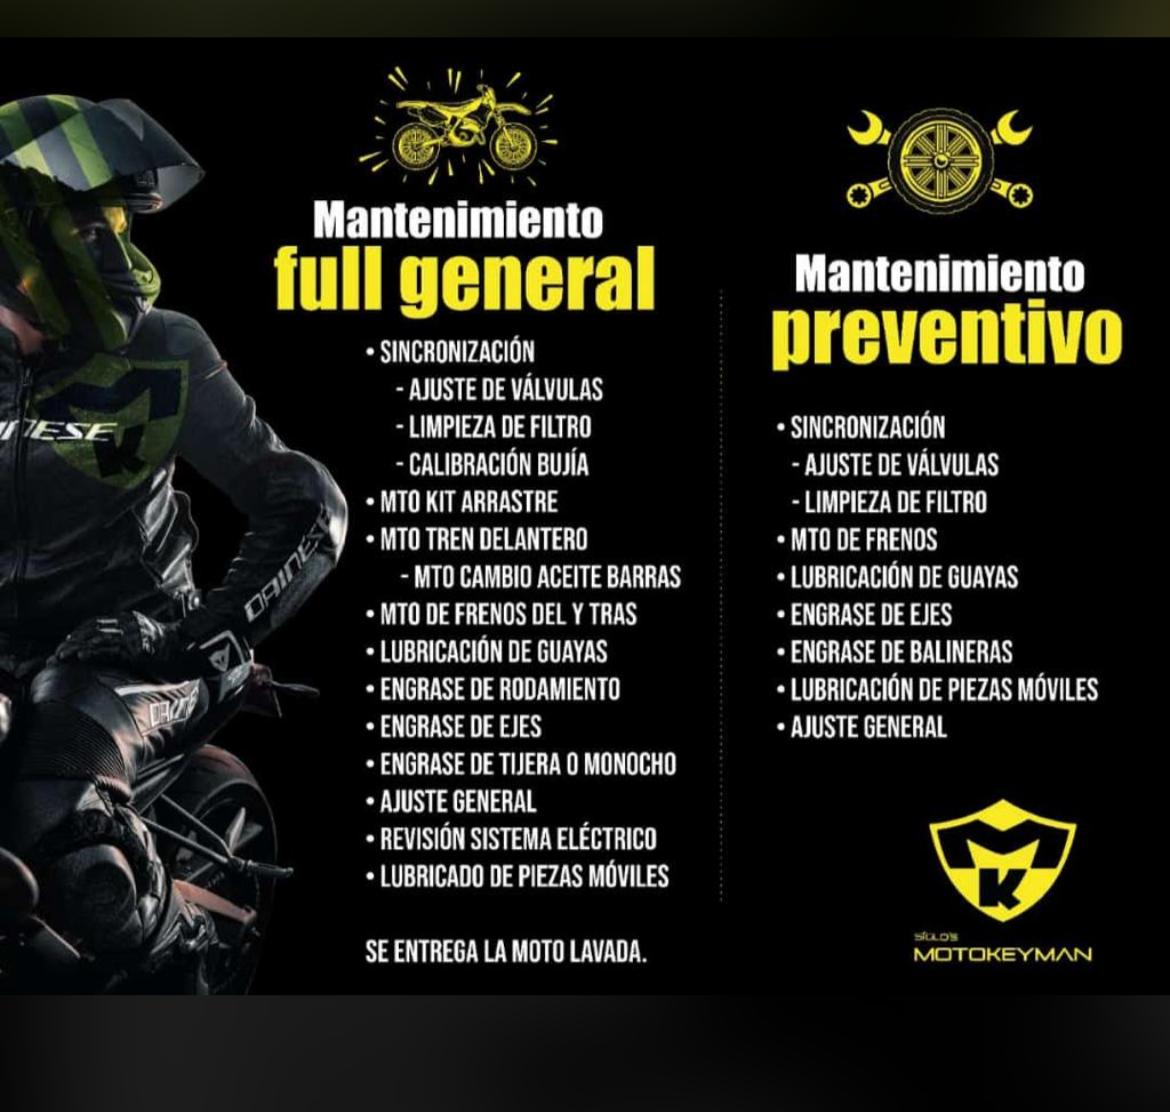 Mantenimiento
full general
• SINCRONIZACIÓN
- AJUSTE DE VÁLVULAS
- LIMPIEZA DE FILTRO
- CALIBRACIÓN BUJÍA
• MTO KIT ARRASTRE
• MTO TREN DELANTERO
- MTO CAMBIO ACEITE BARRAS
• MTO DE FRENOS DEL Y TRAS
• LUBRICACIÓN DE GUAYAS
• ENGRASE DE RODAMIENTO
• ENGRASE DE EJES
• ENGRASE DE TIJERA O MONOCHO
• AJUSTE GENERAL
• REVISIÓN SISTEMA ELÉCTRICO
• LUBRICADO DE PIEZAS MÓVILES
SE ENTREGA LA MOTO LAVADA.
Mantenimiento
preventivo
• SINCRONIZACIÓN
- AJUSTE DE VÁLVULAS
- LIMPIEZA DE FILTRO
• MTO DE FRENOS
• LUBRICACIÓN DE GUAYAS
• ENGRASE DE EJES
• ENGRASE DE BALINERAS
• LUBRICACIÓN DE PIEZAS MÓVILES
• AJUSTE GENERAL
MK
SIGLO'S
MOTOKEYMAN
DAINESE